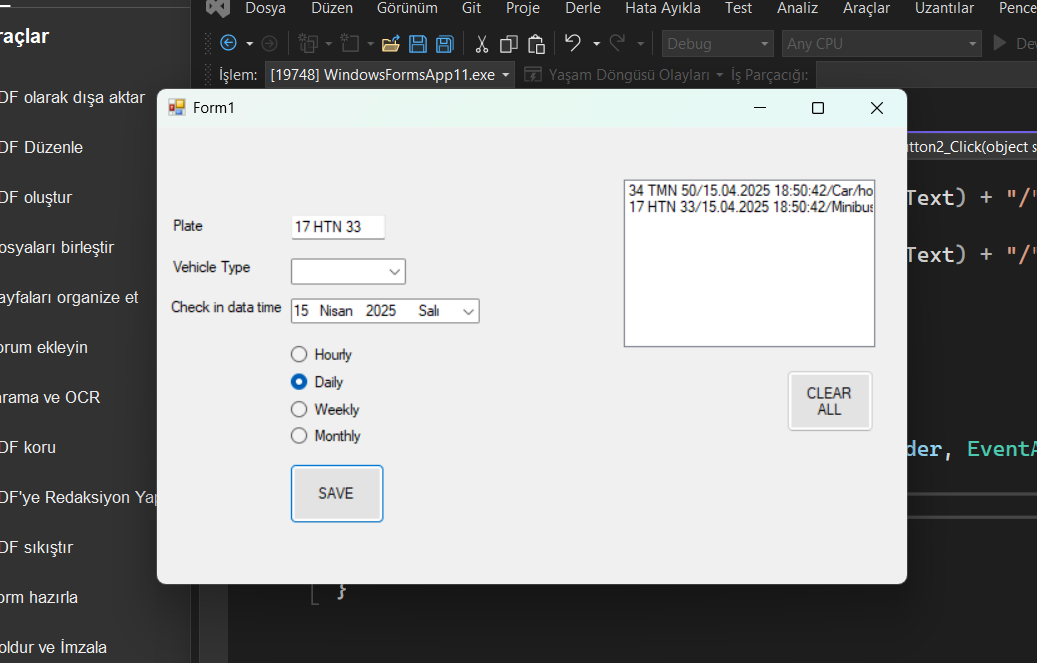 Dosya Düzen Görünüm Git Proje Derle Hata Ayıkla Test Analiz Araçlar Uzantılar Pence
raçlar
Debug Any CPU Dev
İşlem: [19748] WindowsFormsApp11.exe Yaşam Döngüsü Olayları İş Parçacığı:
DF olarak dışa aktar
DF Düzenle
DF oluştur
osyaları birleştir
ayfaları organize et
orum ekleyin
arama ve OCR
DF koru
DF'ye Redaksiyon Yap
DF sıkıştır
orm hazırla
oldur ve İmzala
Form1
Plate 17 HTN 33
Vehicle Type
Check in data time 15 Nisan 2025 Salı
Hourly
Daily
Weekly
Monthly
SAVE
34 TMN 50/15.04.2025 18:50:42/Car/ho
17 HTN 33/15.04.2025 18:50:42/Minibus
CLEAR
ALL
utton2_Click(object s
Text) + "/"
Text) + "/"
der, EventA
}